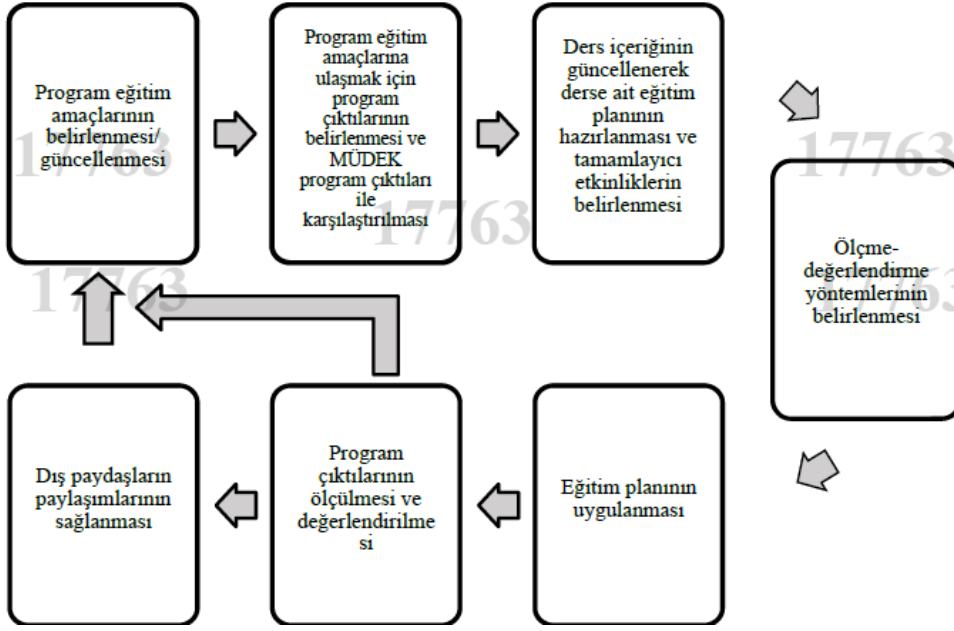 Program eğitim
amaçlarının
belirlenmesi/
güncellenmesi
Program eğitim
amaçlarına
ulaşmak için
program
çıktılarının
belirlenmesi ve
MÜDEK
program çıktıları
ile
karşılaştırılması
Ders içeriğinin
güncellenerek
derse ait eğitim
planının
hazırlanması ve
tamamlayıcı
etkinliklerin
belirlenmesi
Ölçme-
değerlendirme
yöntemlerinin
belirlenmesi
Eğitim planının
uygulanması
Program
çıktılarının
ölçülmesi ve
değerlendirilme
si
Dış paydaşların
paylaşımlarının
sağlanması
17763
17763
17763
17763
17763